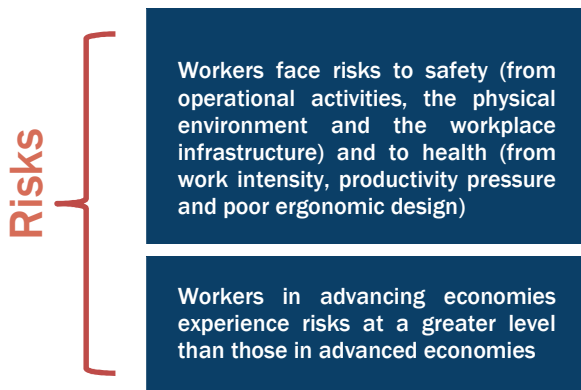 Risks
Workers face risks to safety (from
operational activities, the physical
environment and the workplace
infrastructure) and to health (from
work intensity, productivity pressure
and poor ergonomic design)
Workers in advancing economies
experience risks at a greater level
than those in advanced economies